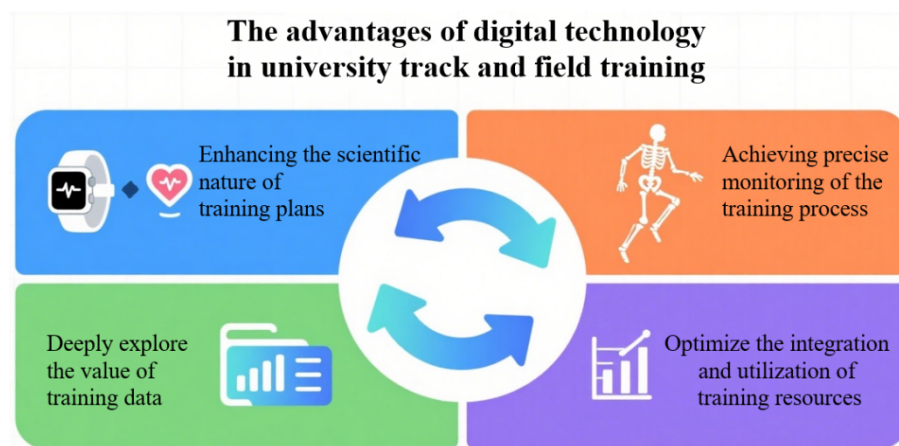 The advantages of digital technology
in university track and field training
Enhancing the scientific
nature of
training plans
Achieving precise
monitoring of the
training process
Deeply explore
the value of
training data
Optimize the integration
and utilization of
training resources